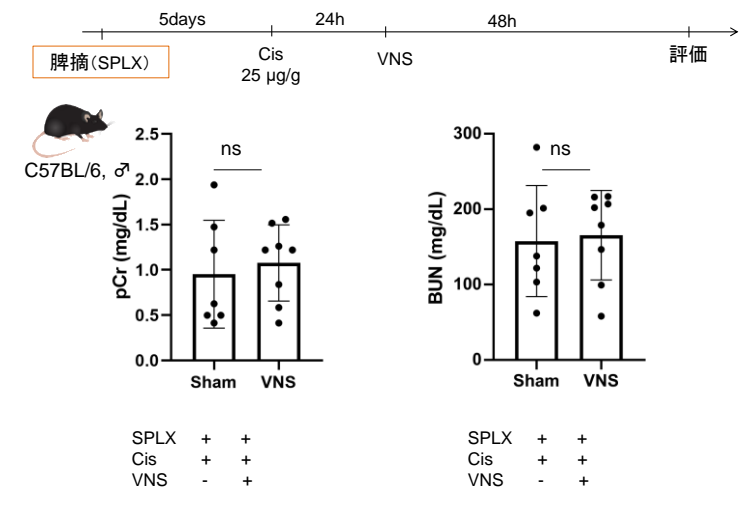 5days 24h 48h
脾摘（SPLX）
Cis
25 µg/g
VNS
評価
C57BL/6, ♂
pCr (mg/dL)
2.5
2.0
1.5
1.0
0.5
0.0
ns
Sham VNS
SPLX + +
Cis + +
VNS - +
BUN (mg/dL)
300
200
100
0
ns
Sham VNS
SPLX + +
Cis + +
VNS - +